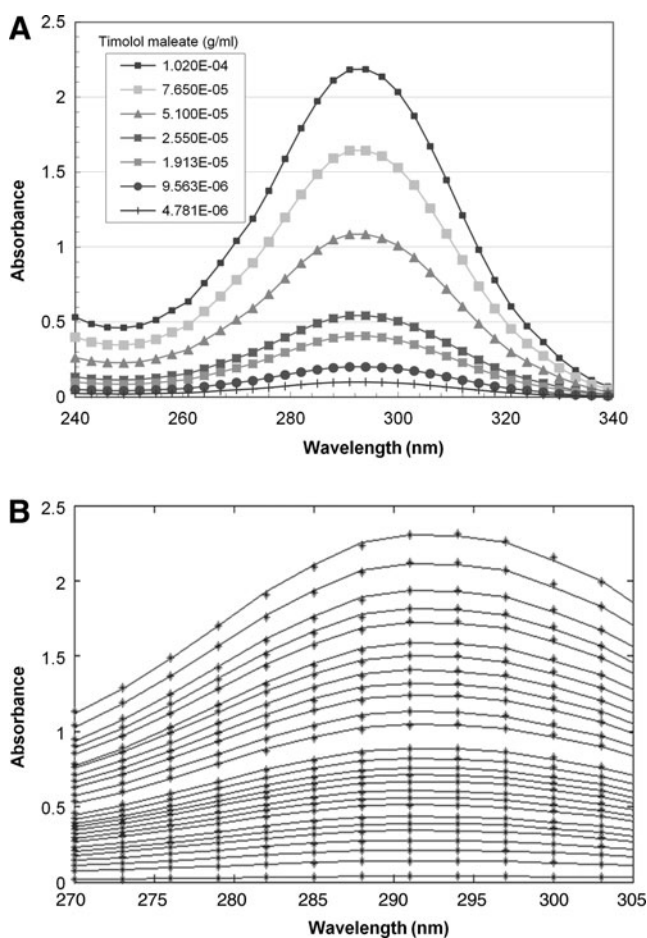 A
Timolol maleate (g/ml)
1.020E-04
7.650E-05
5.100E-05
2.550E-05
1.913E-05
9.563E-06
4.781E-06
2.5
2
1.5
1
0.5
0
Absorbance
240
260
280
300
320
340
Wavelength (nm)
B
2.5
2
1.5
1
0.5
0
Absorbance
270
275
280
285
290
295
300
305
Wavelength (nm)